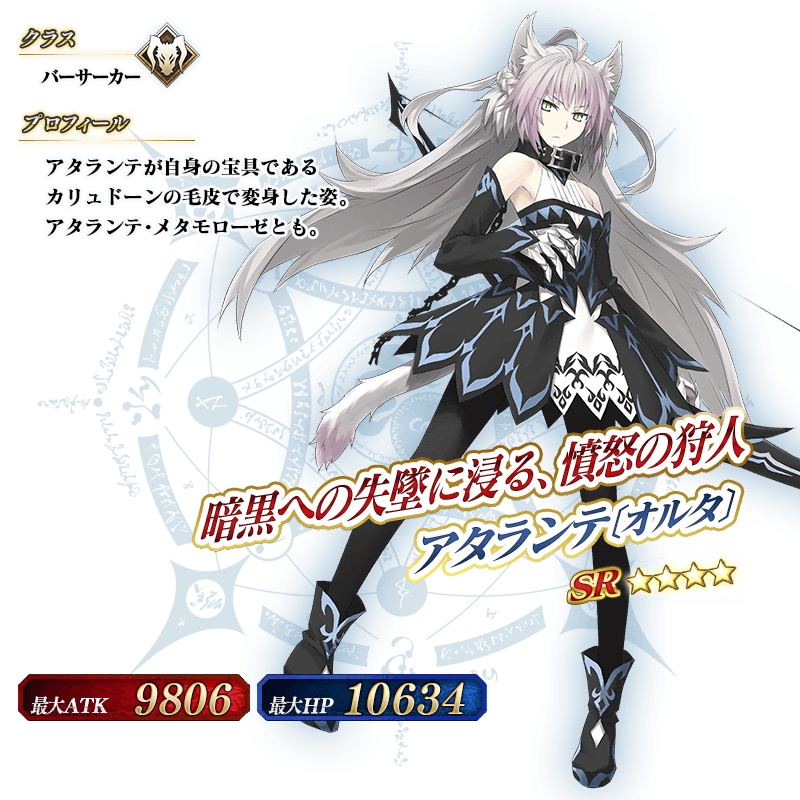 クラス
バーサーカー
プロフィール
アタランテが自身の宝具である
カリュドーンの毛皮で変身した姿。
アタランテ・メタモローゼとも。
暗黒への失墜に浸る、憤怒の狩人
アタランテ〔オルタ〕
SR ☆☆☆☆
最大ATK 9806
最大HP 10634